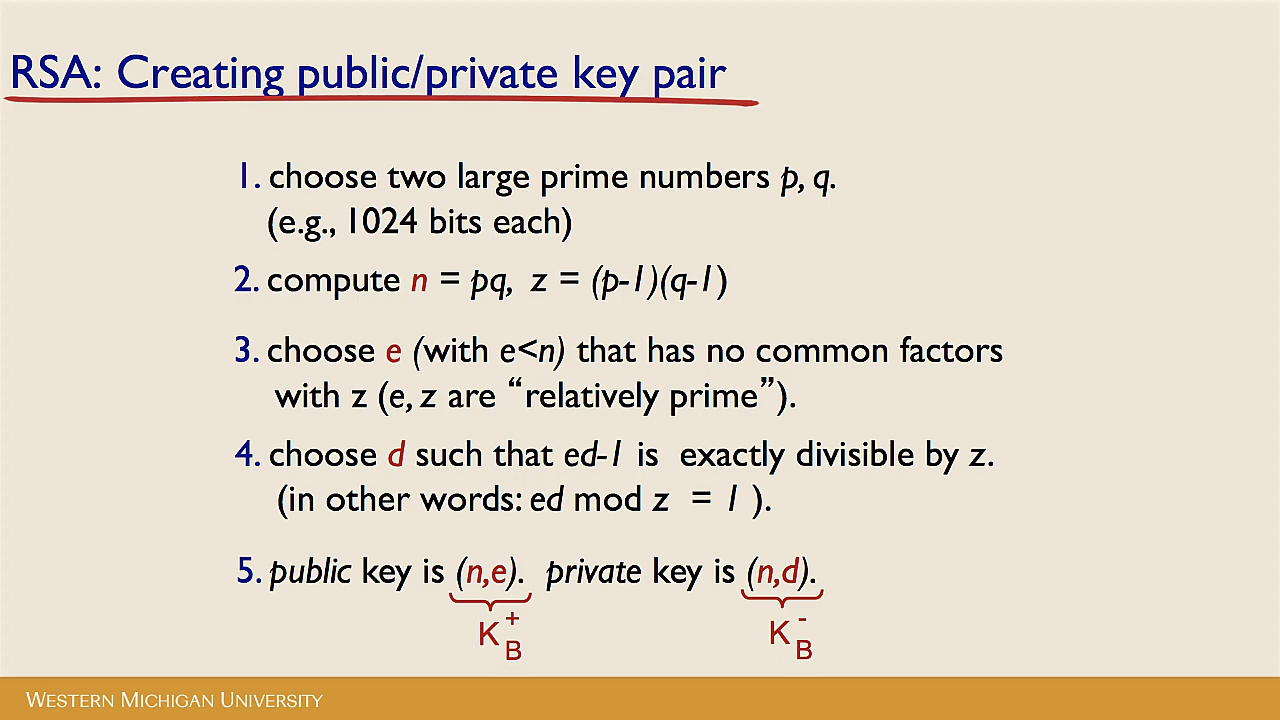 RSA: Creating public/private key pair
1. choose two large prime numbers p, q.
(e.g., 1024 bits each)
2. compute n = pq, z = (p-1)(q-1)
3. choose e (with e<n) that has no common factors
with z (e, z are “relatively prime”).
4. choose d such that ed-1 is exactly divisible by z.
(in other words: ed mod z = 1 ).
5. public key is (n,e). private key is (n,d).
K_B^+ K_B^-
WESTERN MICHIGAN UNIVERSITY